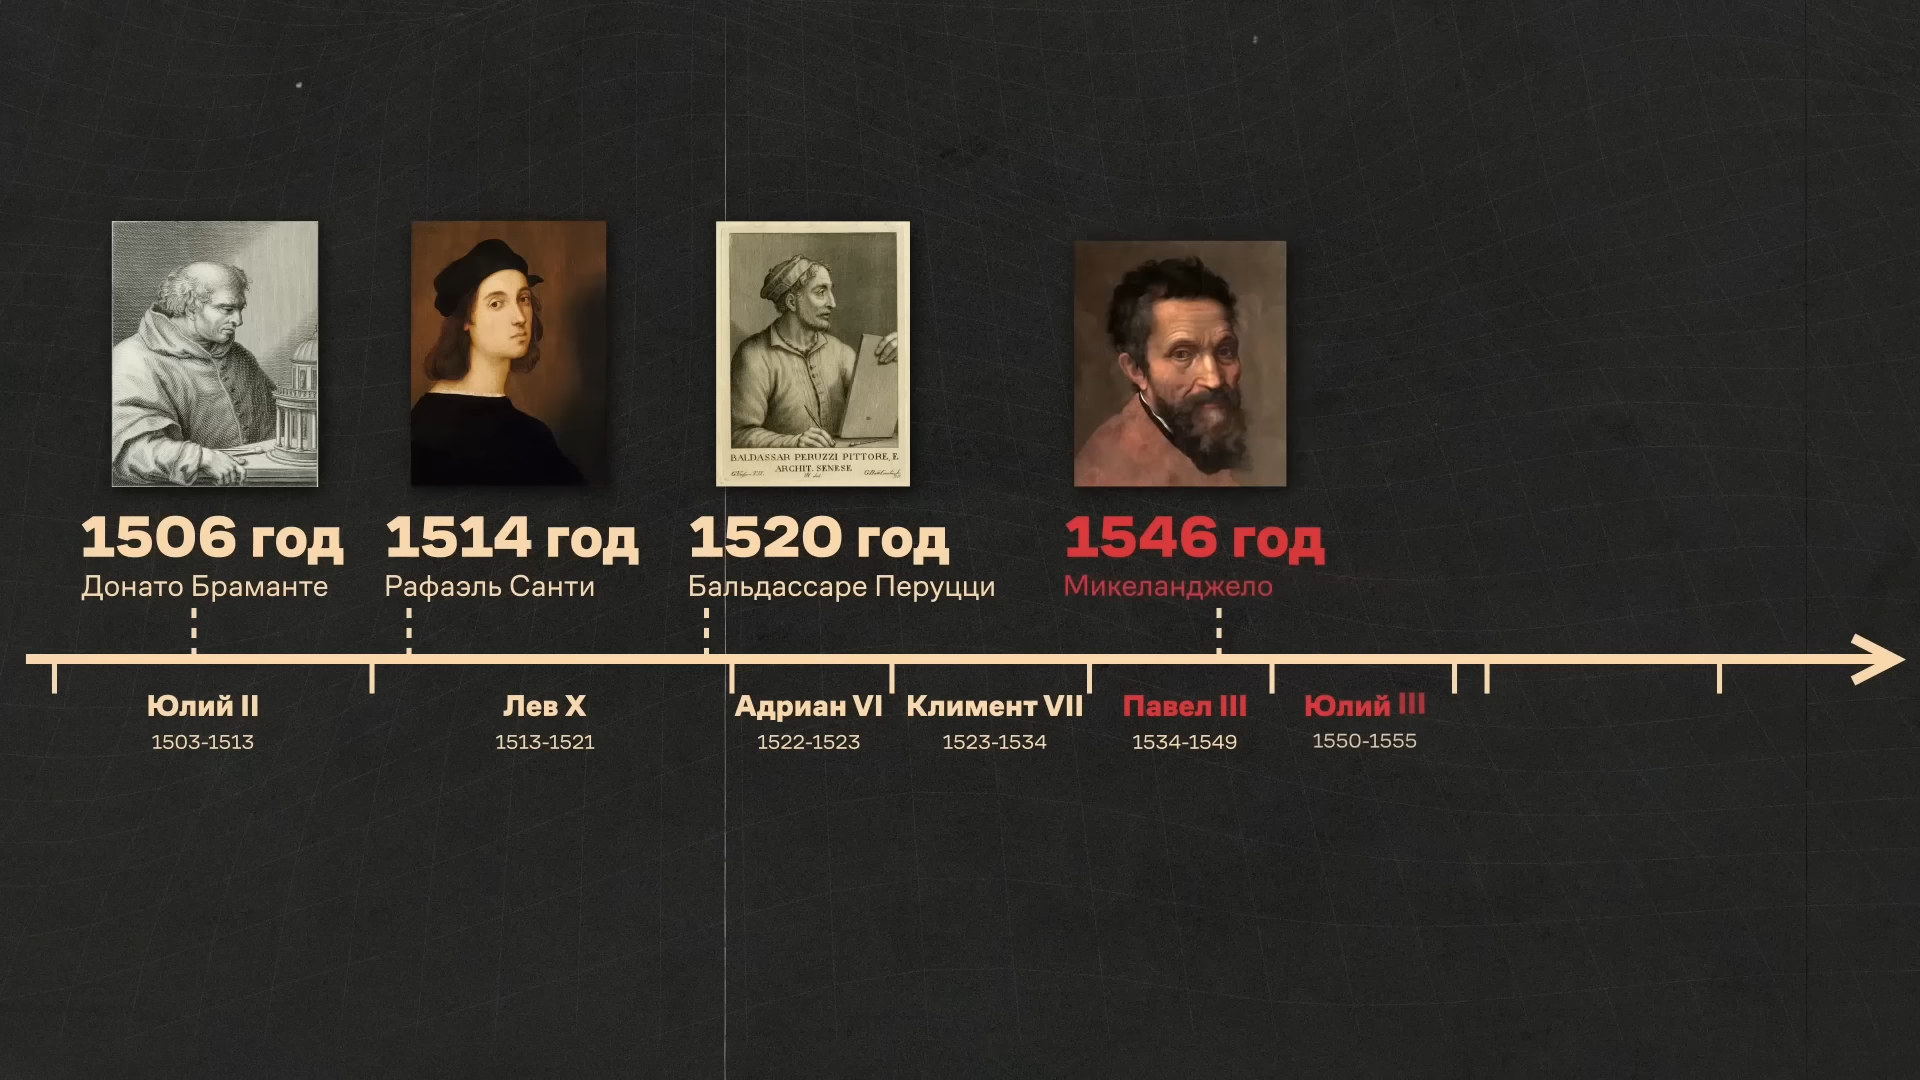 BALDASSAR PERUZZI PITTORE, E
ARCHIT. SENESE
1506 год
Донато Браманте
1514 год
Рафаэль Санти
1520 год
Бальдассаре Перуцци
1546 год
Микеланджело
Юлий II
1503-1513
Лев X
1513-1521
Адриан VI
1522-1523
Климент VII
1523-1534
Павел III
1534-1549
Юлий III
1550-1555